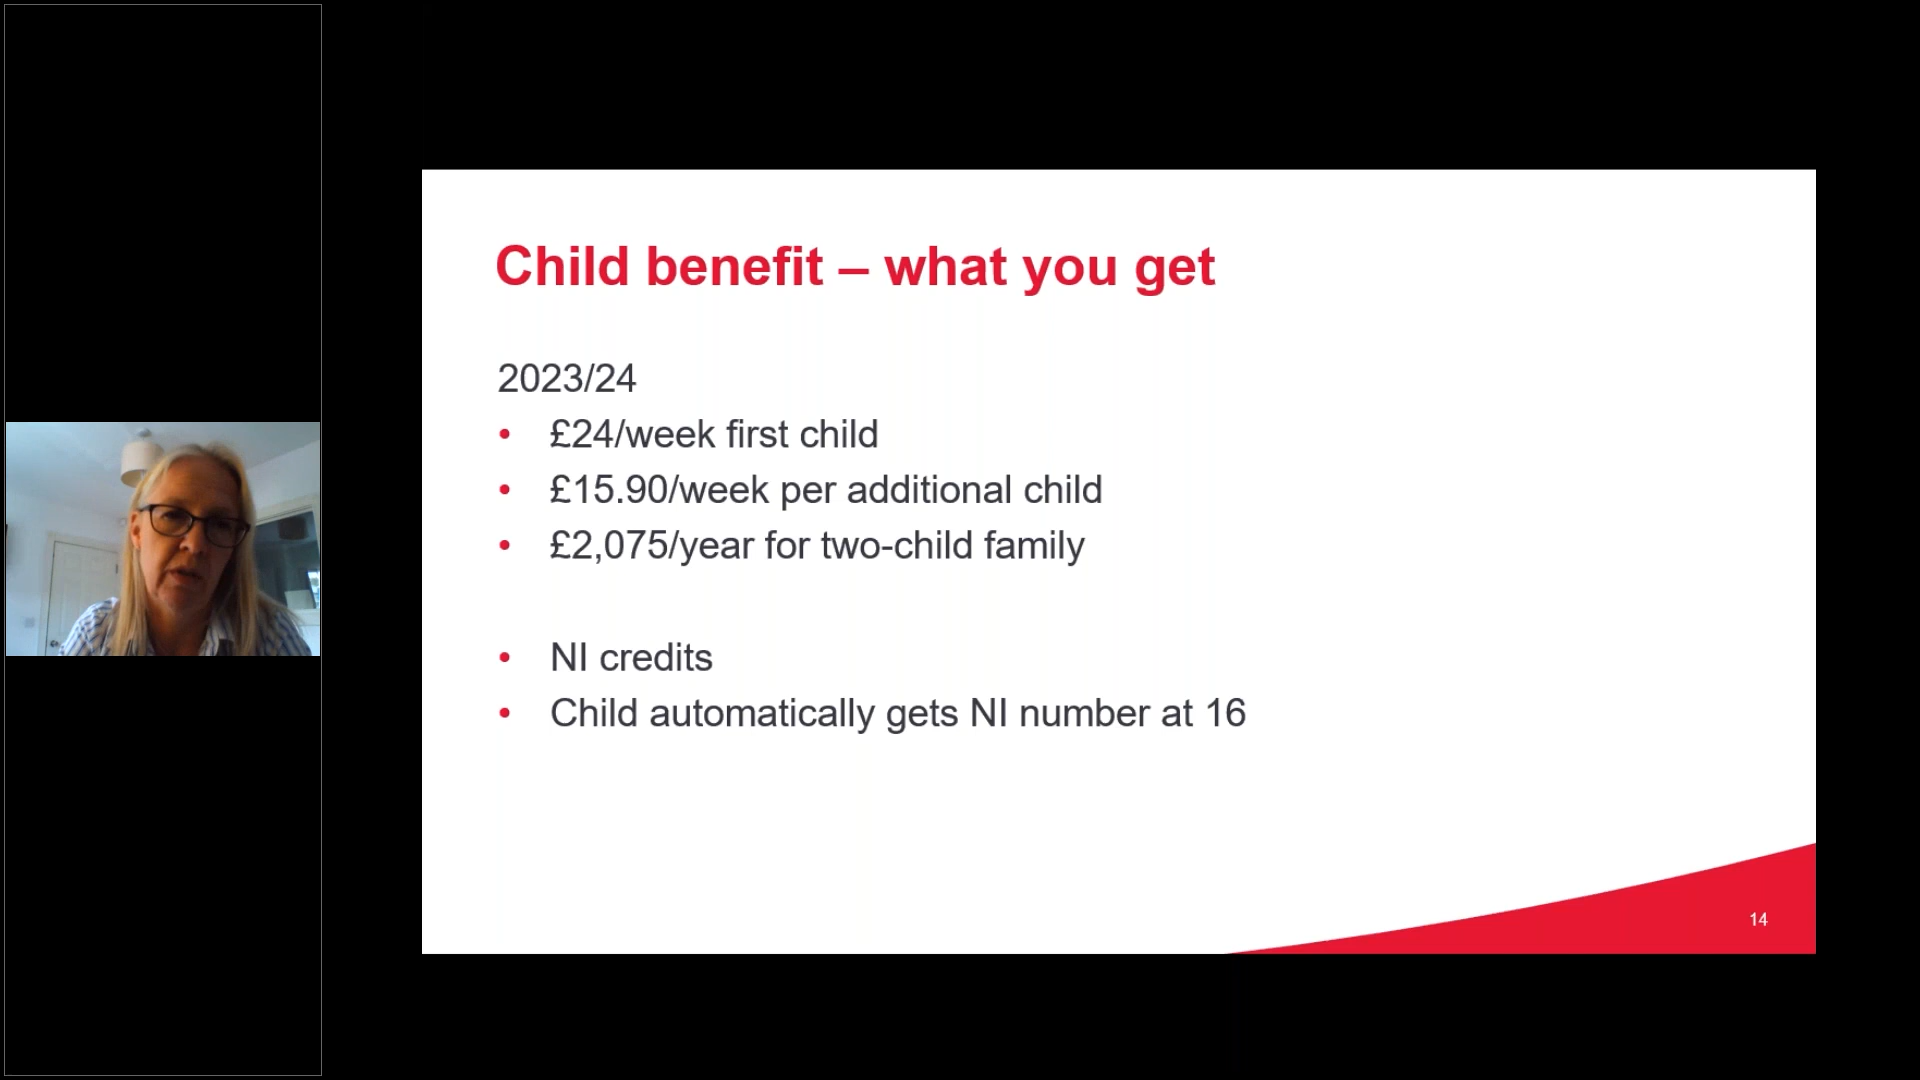 Child benefit – what you get
2023/24
• £24/week first child
• £15.90/week per additional child
• £2,075/year for two-child family
• NI credits
• Child automatically gets NI number at 16
14